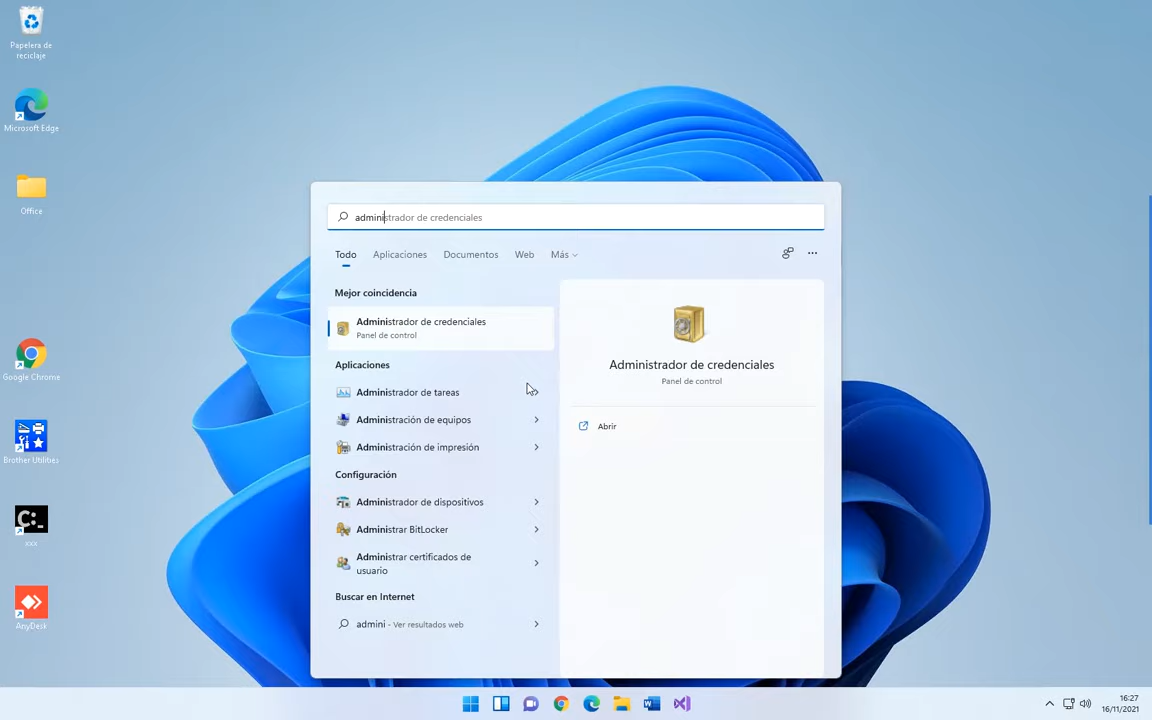 Papelera de
reciclaje
Microsoft Edge
Office
Google Chrome
Brother Utilities
C:\_
AnyDesk
administrador de credenciales
Todo
Aplicaciones
Documentos
Web
Más
Mejor coincidencia
Administrador de credenciales
Panel de control
Aplicaciones
Administrador de tareas
Administración de equipos
Administración de impresión
Configuración
Administrador de dispositivos
Administrar BitLocker
Administrar certificados de
usuario
Buscar en Internet
admini - Ver resultados web
Administrador de credenciales
Panel de control
Abrir
16:27
16/11/2021